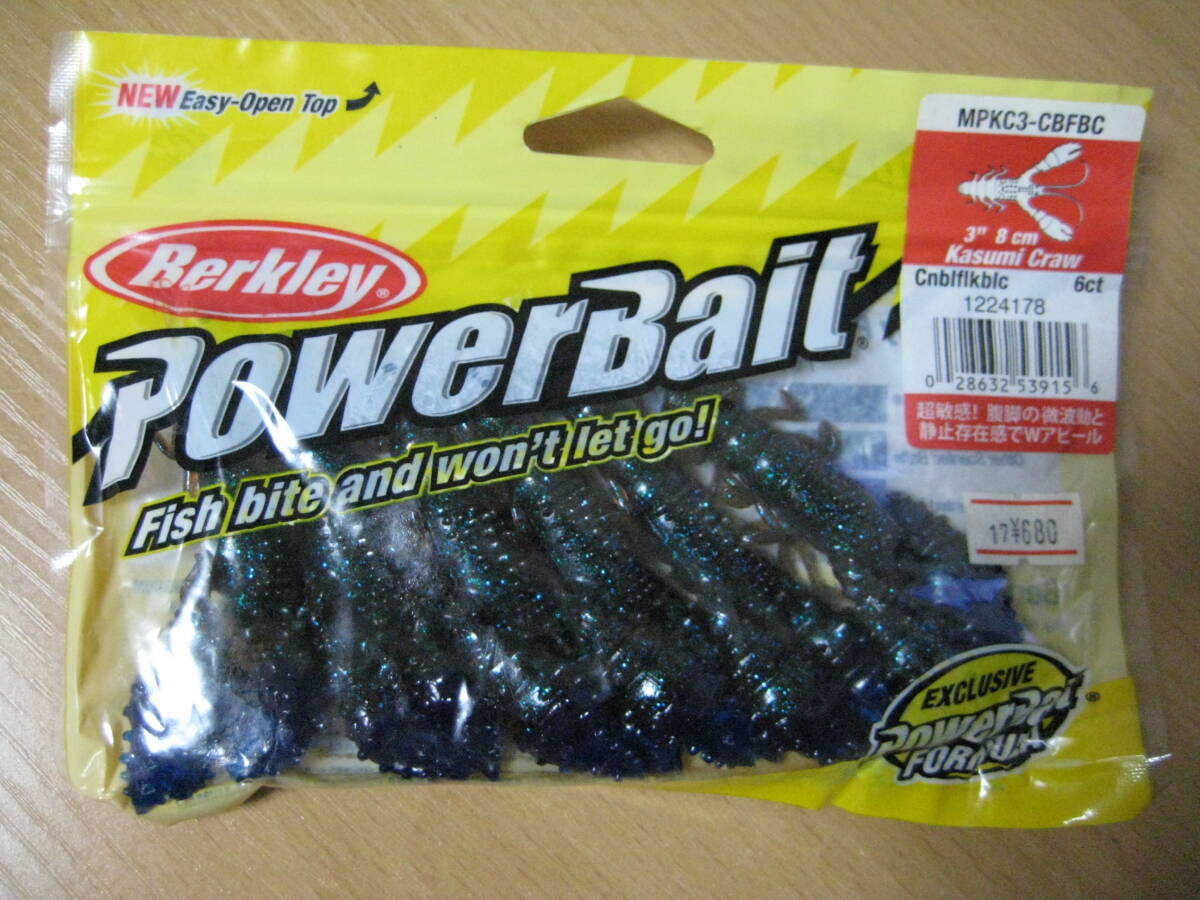 NEW Easy-Open Top
Berkley®
PowerBait®
Fish bite and won't let go!
MPKC3-CBFBC
3" 8 cm
Kasumi Craw
Cnblflkblc 6ct
1224178
0 28632 53915 6
超敏感! 腹脚の微波動と
静止存在感でWアピール
17¥680
EXCLUSIVE
PowerBait®
FORMULA